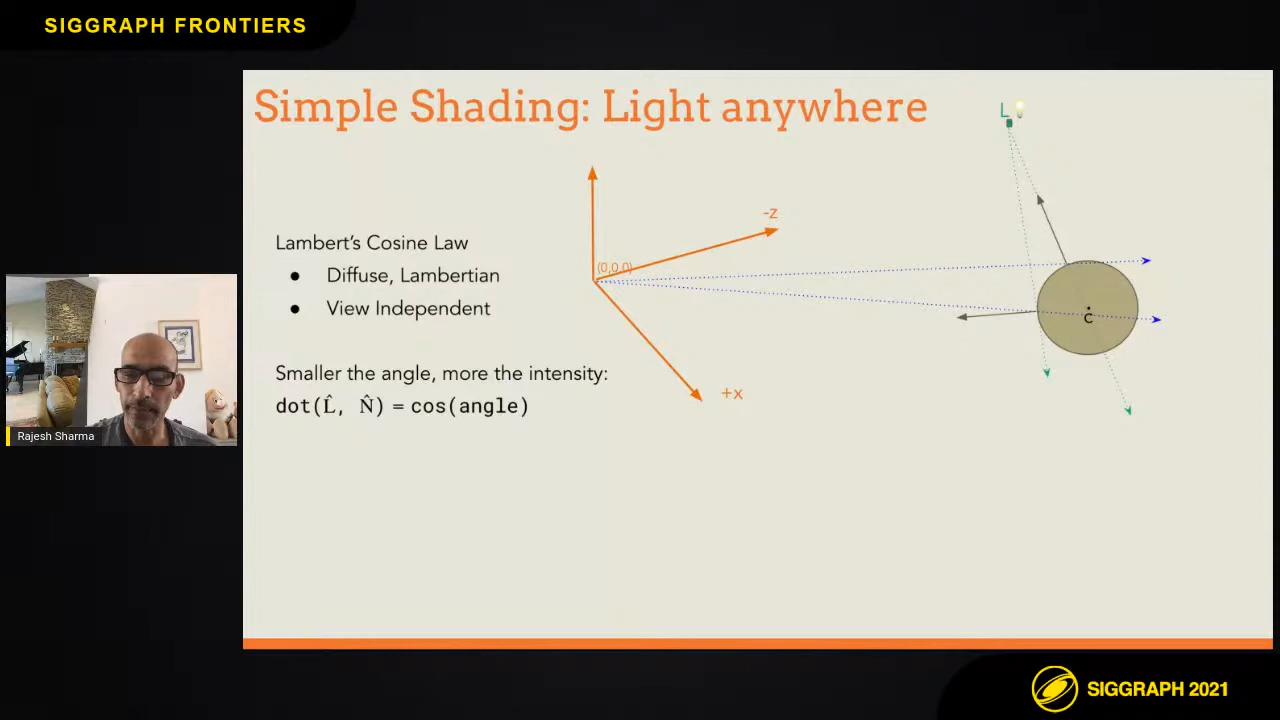 SIGGRAPH FRONTIERS
Simple Shading: Light anywhere
L
-z
Lambert's Cosine Law
(0,0,0)
● Diffuse, Lambertian
● View Independent
C
Smaller the angle, more the intensity:
+x
dot(L̂, N̂) = cos(angle)
Rajesh Sharma
SIGGRAPH 2021